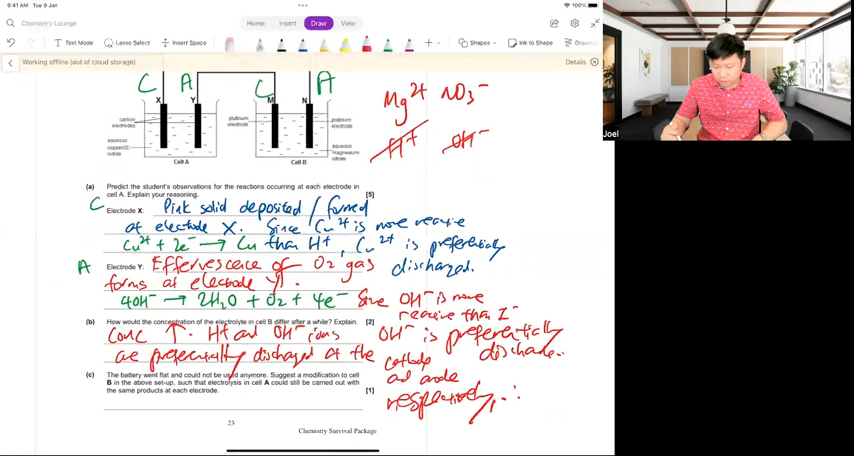 9:41 AM Tue 9 Jan
100%
Chemistry Lounge
Home Insert Draw View
Text Mode Lasso Select Insert Space Shapes Ink to Shape Drawing
Working offline (out of cloud storage) Details
C A C A
X Y M N
carbon electrodes
platinum electrode
platinum electrode
aqueous copper(II) iodide
aqueous magnesium nitrate
Cell A Cell B
Mg2+ NO3-
H+ OH-
Joel
(a) Predict the student's observations for the reactions occurring at each electrode in
cell A. Explain your reasoning. [5]
C Electrode X: Pink solid deposited / formed
at electrode X. Since Cu2+ is more reactive
Cu2+ + 2e- → Cu than H+, Cu2+ is preferentially
discharged.
A Electrode Y: Effervescence of O2 gas
forms at electrode Y.
4OH- → 2H2O + O2 + 4e- Since OH- is more
reactive than I-
OH- is preferentially
discharge..
(b) How would the concentration of the electrolyte in cell B differ after a while? Explain. [2]
Conc ↑. H+ and OH- ions
are preferentially discharged at the
cathode
and anode
respectively, ∴
(c) The battery went flat and could not be used anymore. Suggest a modification to cell
B in the above set-up, such that electrolysis in cell A could still be carried out with
the same products at each electrode. [1]
23
Chemistry Survival Package